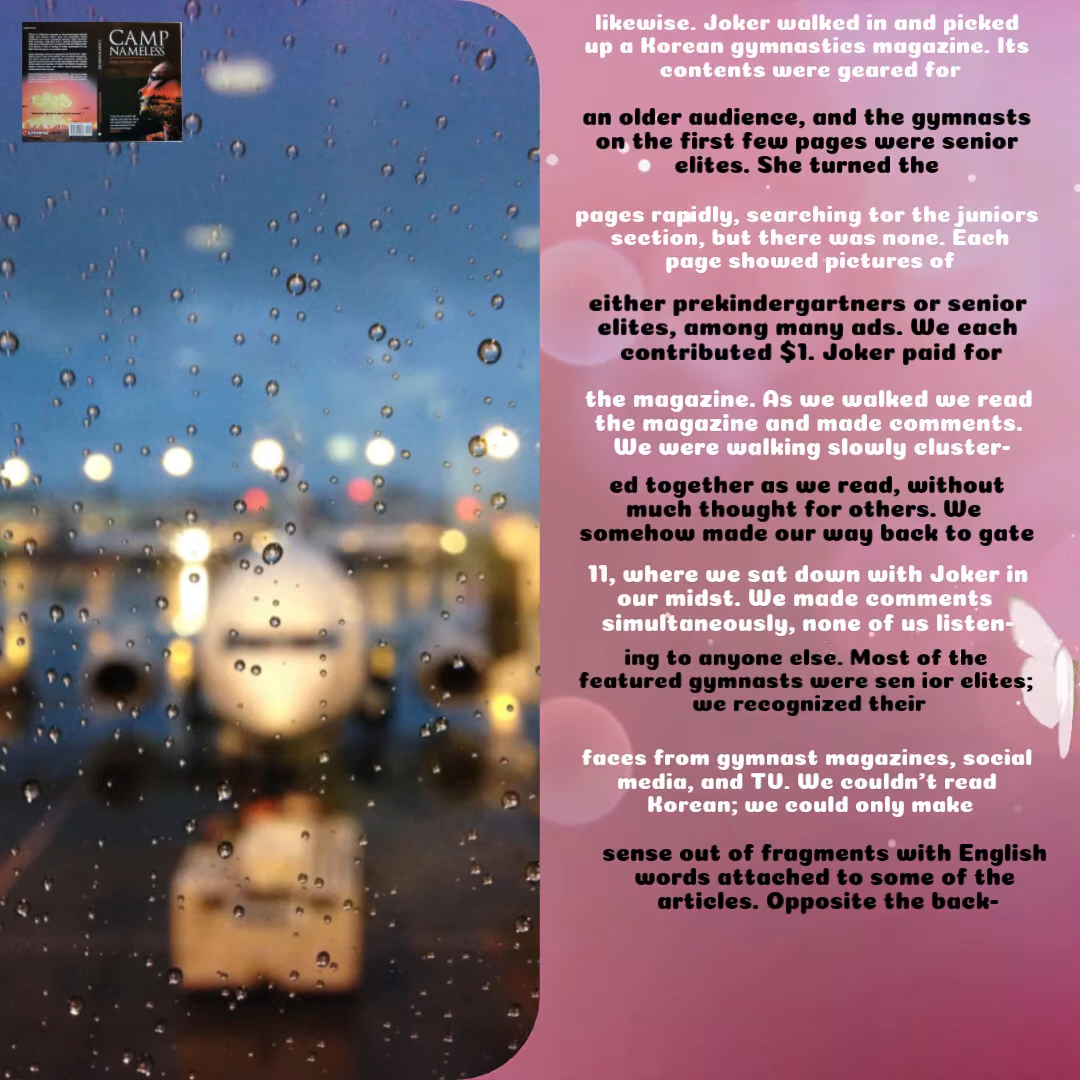 CAMP
NAMELESS
iUniverse
likewise. Joker walked in and picked
up a Korean gymnastics magazine. Its
contents were geared for
an older audience, and the gymnasts
on the first few pages were senior
elites. She turned the
pages rapidly, searching tor the juniors
section, but there was none. Each
page showed pictures of
either prekindergartners or senior
elites, among many ads. We each
contributed $1. Joker paid for
the magazine. As we walked we read
the magazine and made comments.
We were walking slowly cluster-
ed together as we read, without
much thought for others. We
somehow made our way back to gate
11, where we sat down with Joker in
our midst. We made comments
simultaneously, none of us listen-
ing to anyone else. Most of the
featured gymnasts were sen ior elites;
we recognized their
faces from gymnast magazines, social
media, and TV. We couldn't read
Korean; we could only make
sense out of fragments with English
words attached to some of the
articles. Opposite the back-